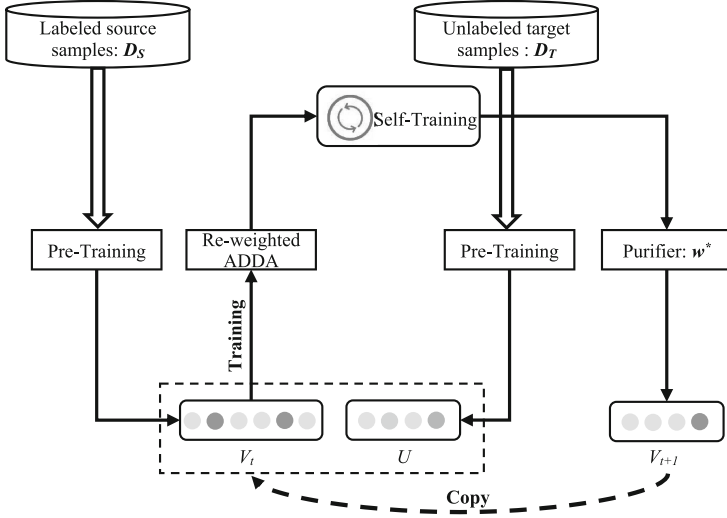 Labeled source
samples: D_S
Unlabeled target
samples : D_T
Self-Training
Pre-Training
Re-weighted
ADDA
Pre-Training
Purifier: w*
Training
V_t
U
V_{t+1}
Copy